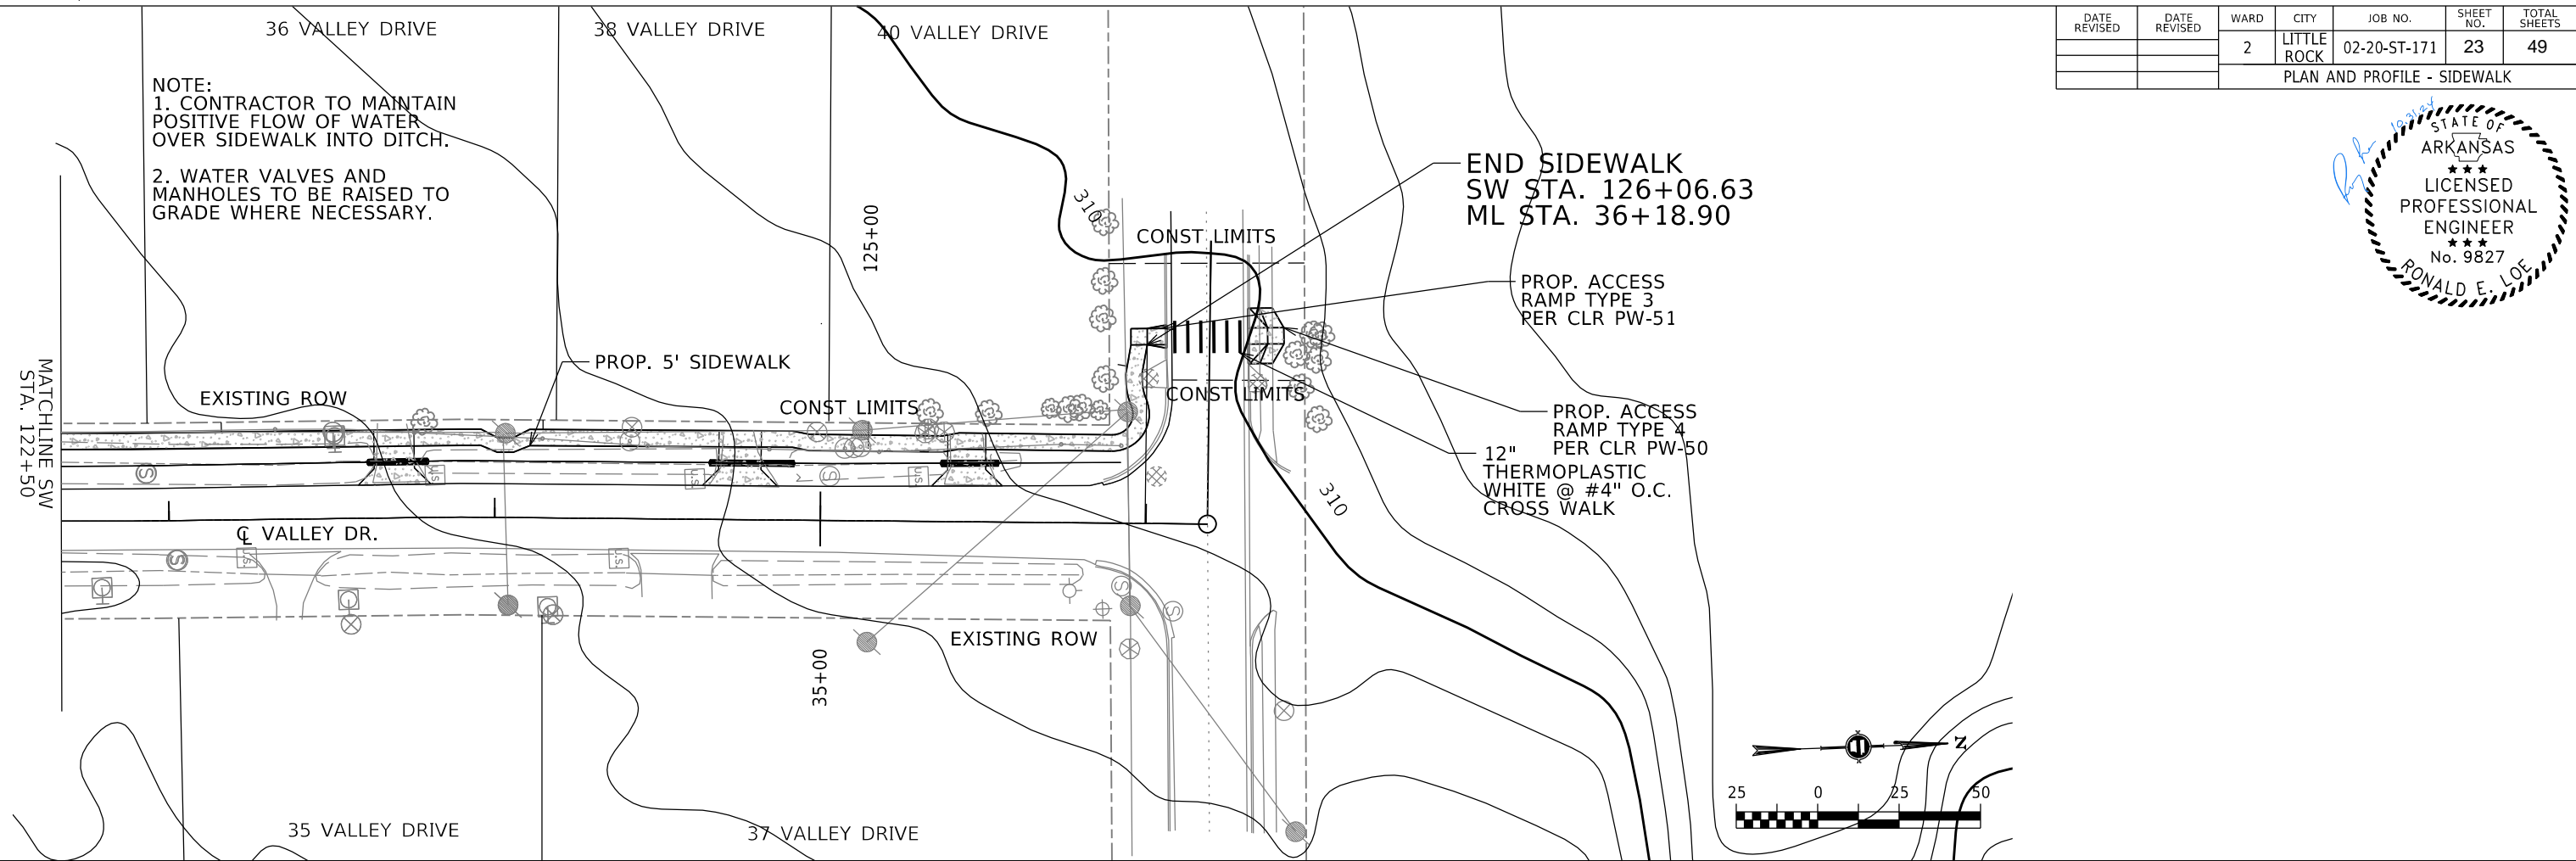 36 VALLEY DRIVE
38 VALLEY DRIVE
40 VALLEY DRIVE
DATE REVISED
DATE REVISED
WARD
CITY
JOB NO.
SHEET NO.
TOTAL SHEETS
2
LITTLE ROCK
02-20-ST-171
23
49
PLAN AND PROFILE - SIDEWALK
NOTE:
1. CONTRACTOR TO MAINTAIN
POSITIVE FLOW OF WATER
OVER SIDEWALK INTO DITCH.
2. WATER VALVES AND
MANHOLES TO BE RAISED TO
GRADE WHERE NECESSARY.
10.31.24
STATE OF
ARKANSAS
★★★
LICENSED
PROFESSIONAL
ENGINEER
★★★
No. 9827
RONALD E. LOE
END SIDEWALK
SW STA. 126+06.63
ML STA. 36+18.90
125+00
310
CONST LIMITS
PROP. ACCESS
RAMP TYPE 3
PER CLR PW-51
MATCHLINE SW
STA. 122+50
PROP. 5' SIDEWALK
EXISTING ROW
CONST LIMITS
CONST LIMITS
PROP. ACCESS
RAMP TYPE 4
PER CLR PW-50
12"
THERMOPLASTIC
WHITE @ #4" O.C.
CROSS WALK
310
℄ VALLEY DR.
EXISTING ROW
35+00
N
25 0 25 50
35 VALLEY DRIVE
37 VALLEY DRIVE